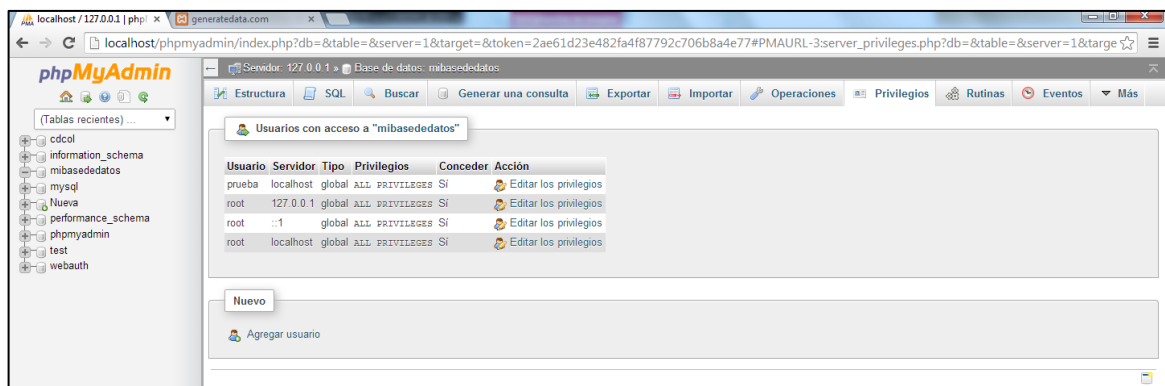 localhost / 127.0.0.1 | phpl
generatedata.com
localhost/phpmyadmin/index.php?db=&table=&server=1&target=&token=2ae61d23e482fa4f87792c706b8a4e77#PMAURL-3:server_privileges.php?db=&table=&server=1&targe
phpMyAdmin
(Tablas recientes) ...
cdcol
information_schema
mibasededatos
mysql
Nueva
performance_schema
phpmyadmin
test
webauth
Servidor: 127.0.0.1 » Base de datos: mibasededatos
Estructura SQL Buscar Generar una consulta Exportar Importar Operaciones Privilegios Rutinas Eventos Más
Usuarios con acceso a "mibasededatos"
Usuario Servidor Tipo Privilegios Conceder Acción
prueba localhost global ALL PRIVILEGES Sí Editar los privilegios
root 127.0.0.1 global ALL PRIVILEGES Sí Editar los privilegios
root ::1 global ALL PRIVILEGES Sí Editar los privilegios
root localhost global ALL PRIVILEGES Sí Editar los privilegios
Nuevo
Agregar usuario